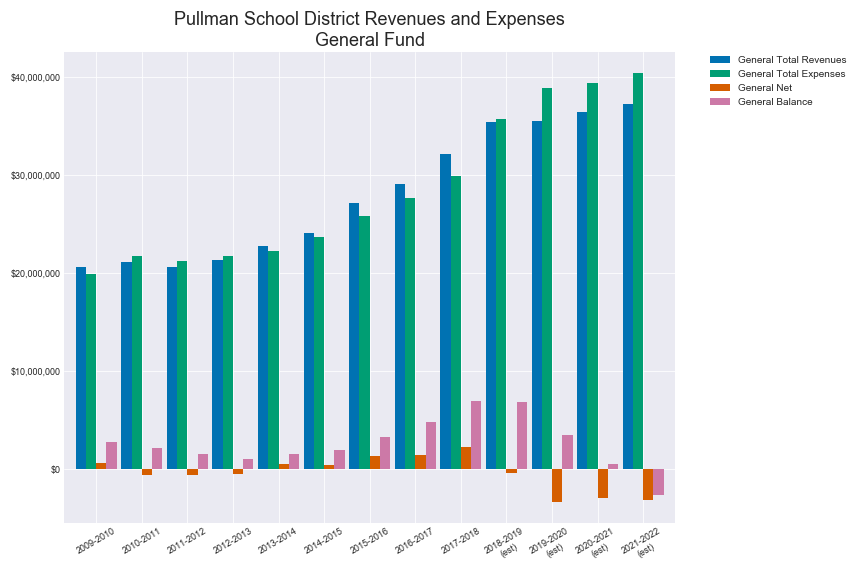 Pullman School District Revenues and Expenses
General Fund
General Total Revenues
General Total Expenses
General Net
General Balance
$40,000,000
$30,000,000
$20,000,000
$10,000,000
$0
2009-2010
2010-2011
2011-2012
2012-2013
2013-2014
2014-2015
2015-2016
2016-2017
2017-2018
2018-2019
(est)
2019-2020
(est)
2020-2021
(est)
2021-2022
(est)